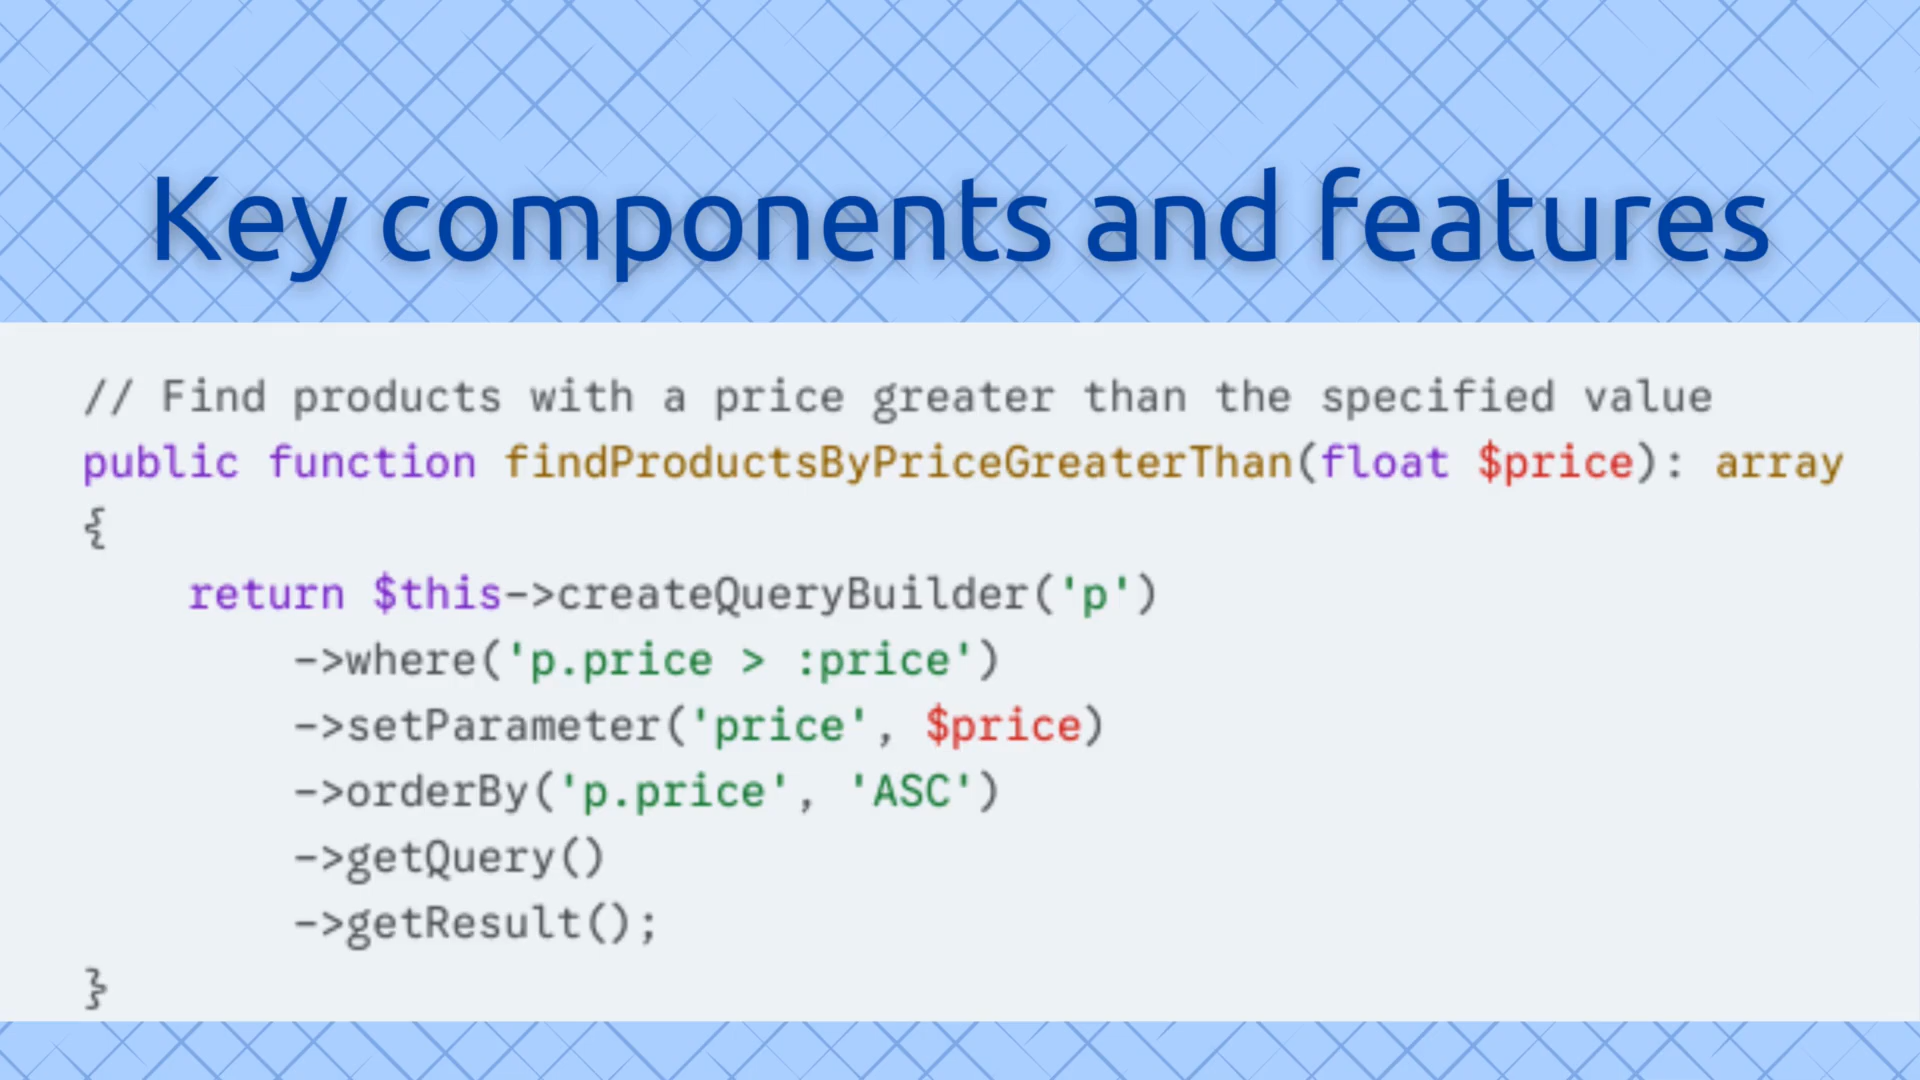 Key components and features
// Find products with a price greater than the specified value
public function findProductsByPriceGreaterThan(float $price): array
{
    return $this->createQueryBuilder('p')
        ->where('p.price > :price')
        ->setParameter('price', $price)
        ->orderBy('p.price', 'ASC')
        ->getQuery()
        ->getResult();
}